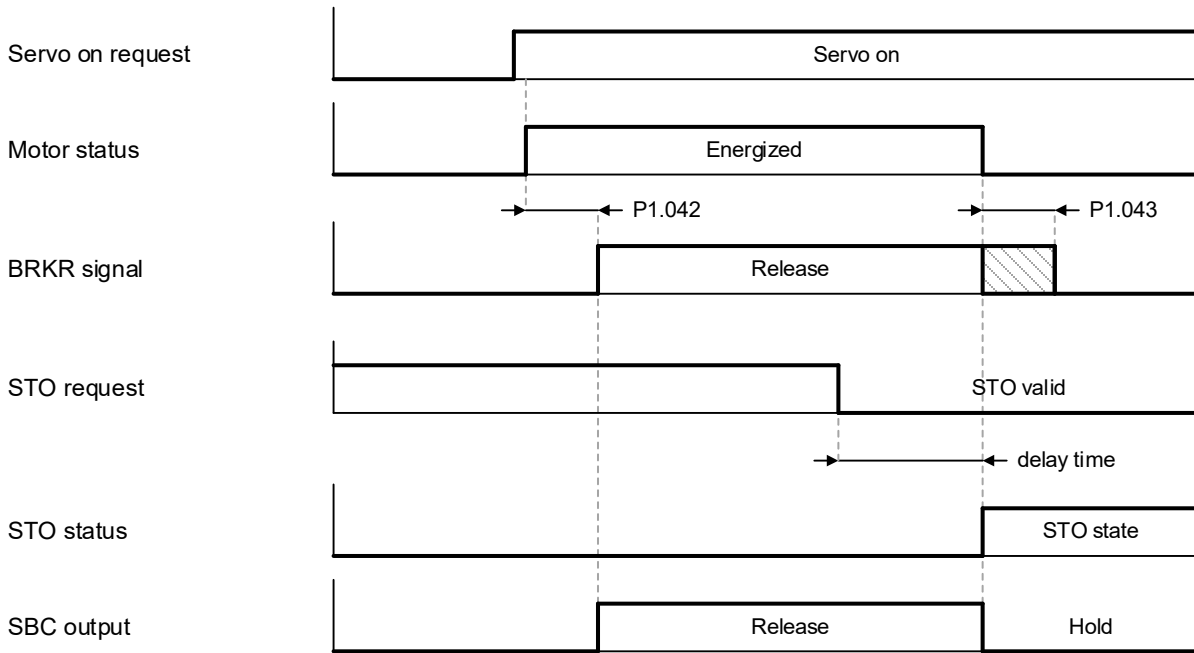 Servo on request
Servo on
Motor status
Energized
P1.042
P1.043
BRKR signal
Release
STO request
STO valid
delay time
STO status
STO state
SBC output
Release
Hold